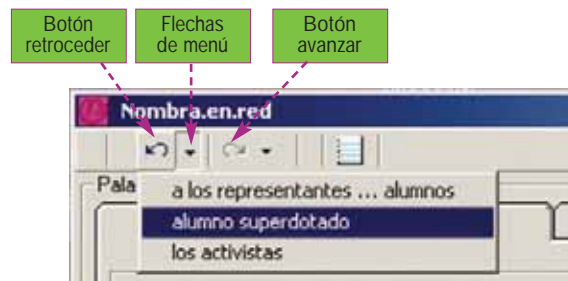 Botón
retroceder
Flechas
de menú
Botón
avanzar
Nombra.en.red
Pala
a los representantes ... alumnos
alumno superdotado
los activistas